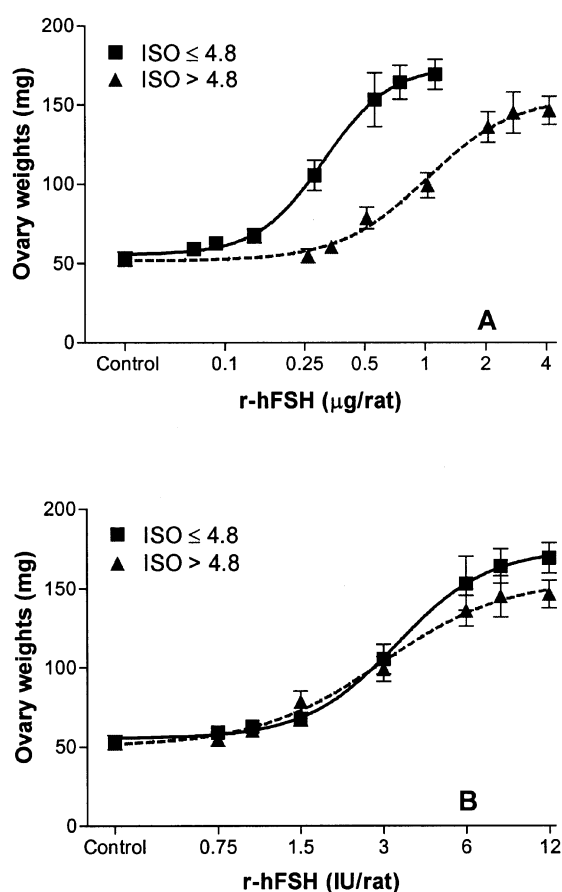 200
ISO ≤ 4.8
ISO > 4.8
150
100
50
0
Ovary weights (mg)
A
Control 0.1 0.25 0.5 1 2 4
r-hFSH (μg/rat)
200
ISO ≤ 4.8
ISO > 4.8
150
100
50
0
Ovary weights (mg)
B
Control 0.75 1.5 3 6 12
r-hFSH (IU/rat)